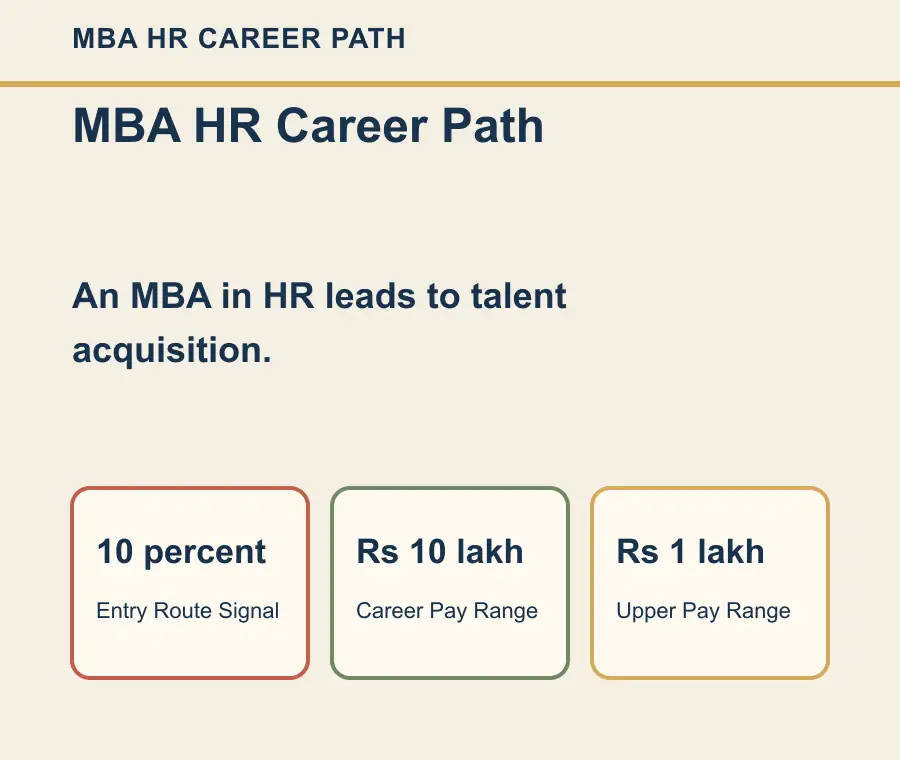 MBA HR CAREER PATH
MBA HR Career Path
An MBA in HR leads to talent
acquisition.
10 percent
Entry Route Signal
Rs 10 lakh
Career Pay Range
Rs 1 lakh
Upper Pay Range